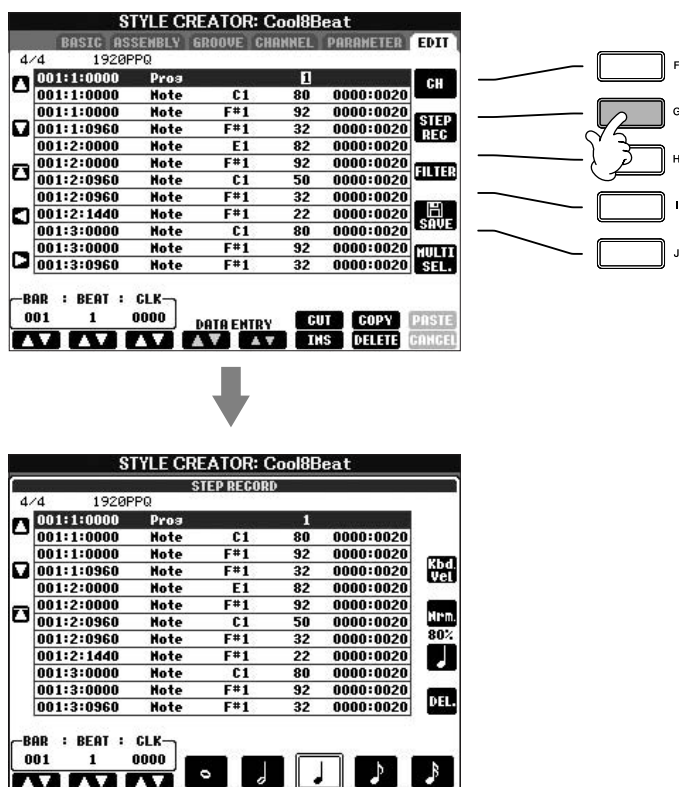 STYLE CREATOR: Cool8Beat
BASIC ASSEMBLY GROOVE CHANNEL PARAMETER EDIT
4/4 1920PPQ
001:1:0000 Prog 1
001:1:0000 Note C1 80 0000:0020
001:1:0000 Note F#1 92 0000:0020
001:1:0960 Note F#1 32 0000:0020
001:2:0000 Note E1 82 0000:0020
001:2:0000 Note F#1 92 0000:0020
001:2:0960 Note C1 50 0000:0020
001:2:0960 Note F#1 32 0000:0020
001:2:1440 Note F#1 22 0000:0020
001:3:0000 Note C1 80 0000:0020
001:3:0000 Note F#1 92 0000:0020
001:3:0960 Note F#1 32 0000:0020
CH
STEP
REC
FILTER
SAVE
MULTI
SEL.
BAR : BEAT : CLK
001 1 0000
DATA ENTRY
CUT COPY PASTE
INS DELETE CANCEL
F
G
H
I
J
STYLE CREATOR: Cool8Beat
STEP RECORD
4/4 1920PPQ
001:1:0000 Prog 1
001:1:0000 Note C1 80 0000:0020
001:1:0000 Note F#1 92 0000:0020
001:1:0960 Note F#1 32 0000:0020
001:2:0000 Note E1 82 0000:0020
001:2:0000 Note F#1 92 0000:0020
001:2:0960 Note C1 50 0000:0020
001:2:0960 Note F#1 32 0000:0020
001:2:1440 Note F#1 22 0000:0020
001:3:0000 Note C1 80 0000:0020
001:3:0000 Note F#1 92 0000:0020
001:3:0960 Note F#1 32 0000:0020
Kbd.
Vel
Nrm.
80%
DEL.
BAR : BEAT : CLK
001 1 0000